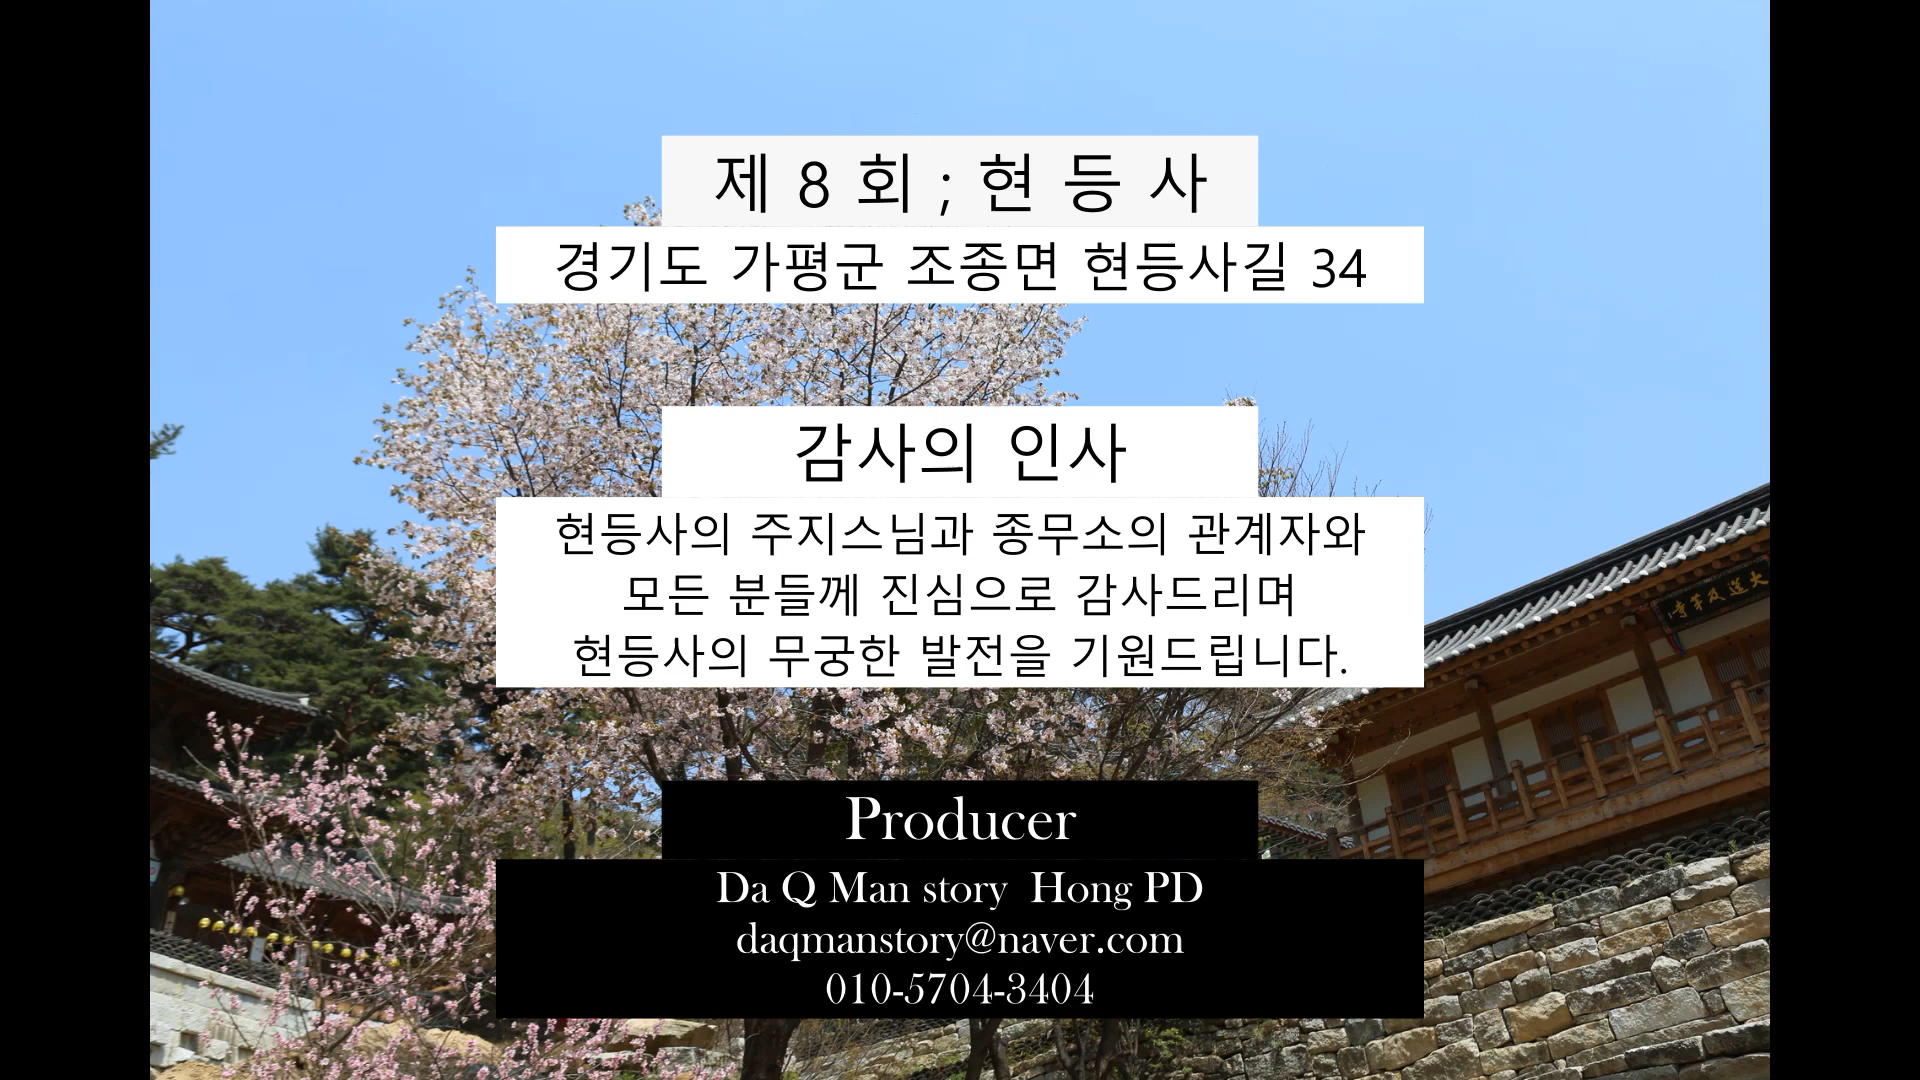 제 8 회 ; 현 등 사
경기도 가평군 조종면 현등사길 34
감사의 인사
현등사의 주지스님과 종무소의 관계자와
모든 분들께 진심으로 감사드리며
현등사의 무궁한 발전을 기원드립니다.
Producer
Da Q Man story Hong PD
daqmanstory@naver.com
010-5704-3404